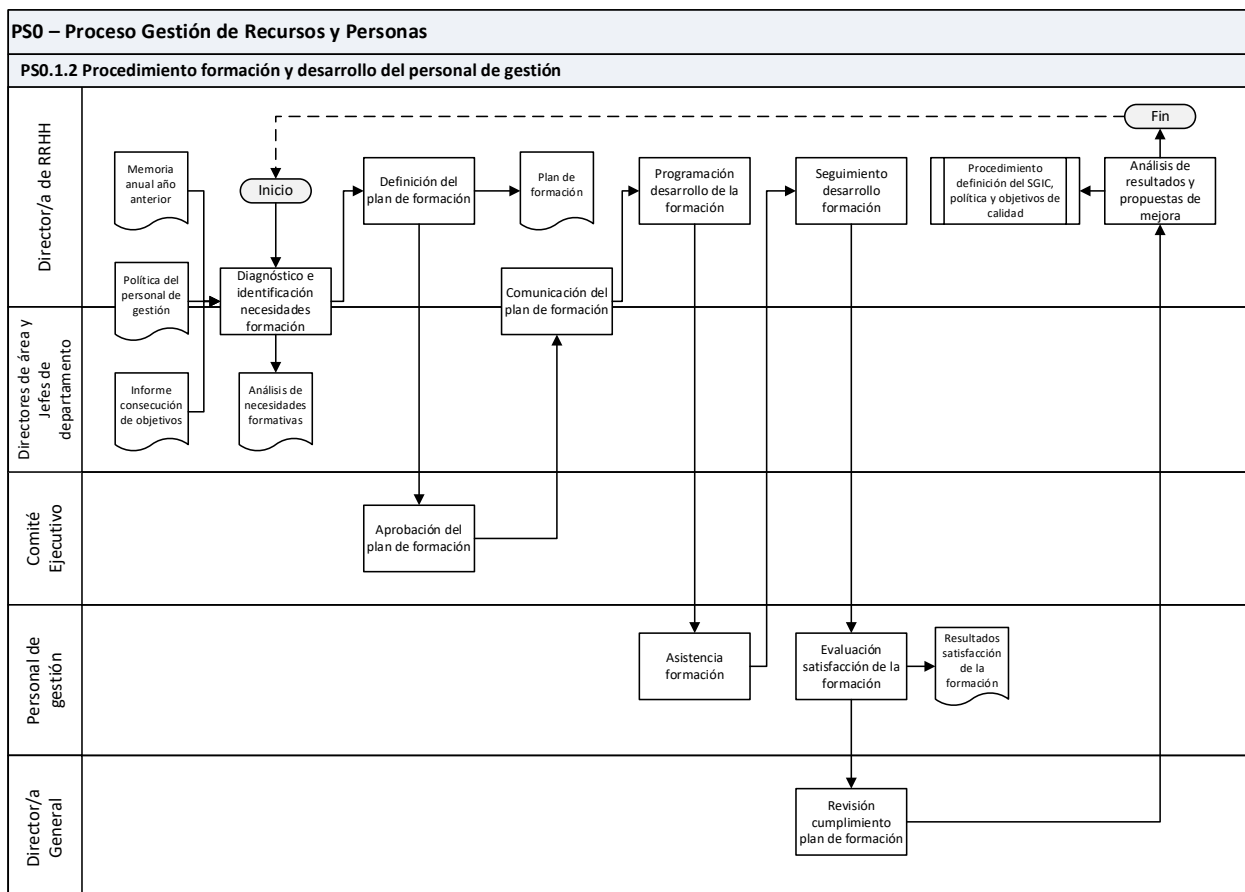 PS0 – Proceso Gestión de Recursos y Personas
PS0.1.2 Procedimiento formación y desarrollo del personal de gestión
Director/a de RRHH
Fin
Memoria
anual año
anterior
Inicio
Definición del
plan de formación
Plan de
formación
Programación
desarrollo de la
formación
Seguimiento
desarrollo
formación
Procedimiento
definición del SGIC,
política y objetivos de
calidad
Análisis de
resultados y
propuestas de
mejora
Política del
personal de
gestión
Diagnóstico e
identificación
necesidades
formación
Comunicación del
plan de formación
Directores de área y
Jefes de
departamento
Informe
consecución
de objetivos
Análisis de
necesidades
formativas
Comité
Ejecutivo
Aprobación del
plan de formación
Personal de
gestión
Asistencia
formación
Evaluación
satisfacción de la
formación
Resultados
satisfacción
de la
formación
Director/a
General
Revisión
cumplimiento
plan de formación